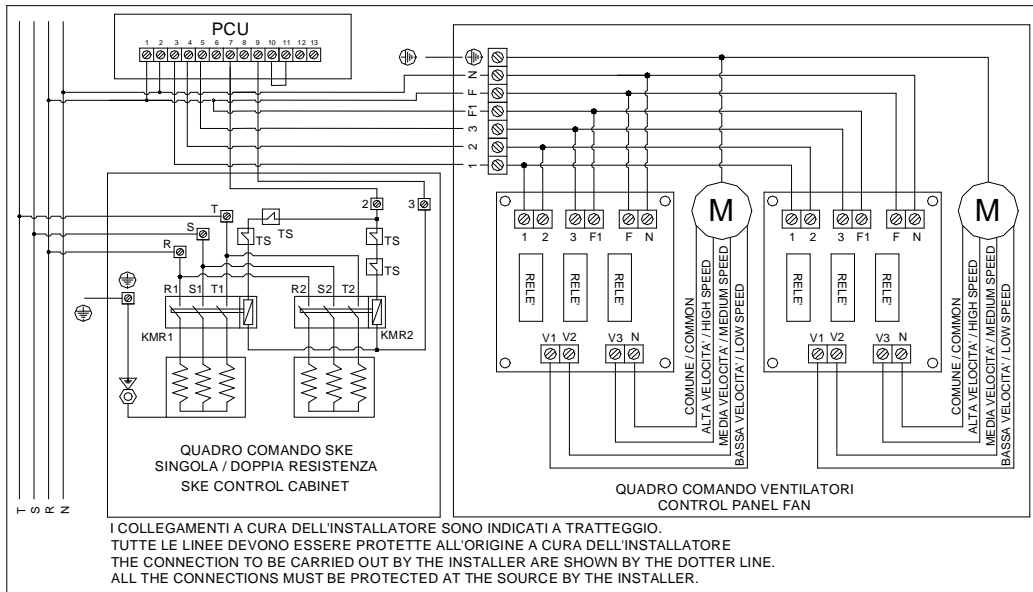 PCU
1 2 3 4 5 6 7 8 9 10 11 12 13
N
F
F1
3
2
1
T
S
R
2
3
TS
TS
TS
TS
R1 S1 T1
R2 S2 T2
KMR1
KMR2
QUADRO COMANDO SKE
SINGOLA / DOPPIA RESISTENZA
SKE CONTROL CABINET
T
S
R
N
M
1 2 3 F1 F N
RELE'
RELE'
RELE'
V1 V2 V3 N
COMUNE / COMMON
ALTA VELOCITA' / HIGH SPEED
MEDIA VELOCITA' / MEDIUM SPEED
BASSA VELOCITA' / LOW SPEED
M
1 2 3 F1 F N
RELE'
RELE'
RELE'
V1 V2 V3 N
COMUNE / COMMON
ALTA VELOCITA' / HIGH SPEED
MEDIA VELOCITA' / MEDIUM SPEED
BASSA VELOCITA' / LOW SPEED
QUADRO COMANDO VENTILATORI
CONTROL PANEL FAN
I COLLEGAMENTI A CURA DELL'INSTALLATORE SONO INDICATI A TRATTEGGIO.
TUTTE LE LINEE DEVONO ESSERE PROTETTE ALL'ORIGINE A CURA DELL'INSTALLATORE
THE CONNECTION TO BE CARRIED OUT BY THE INSTALLER ARE SHOWN BY THE DOTTER LINE.
ALL THE CONNECTIONS MUST BE PROTECTED AT THE SOURCE BY THE INSTALLER.